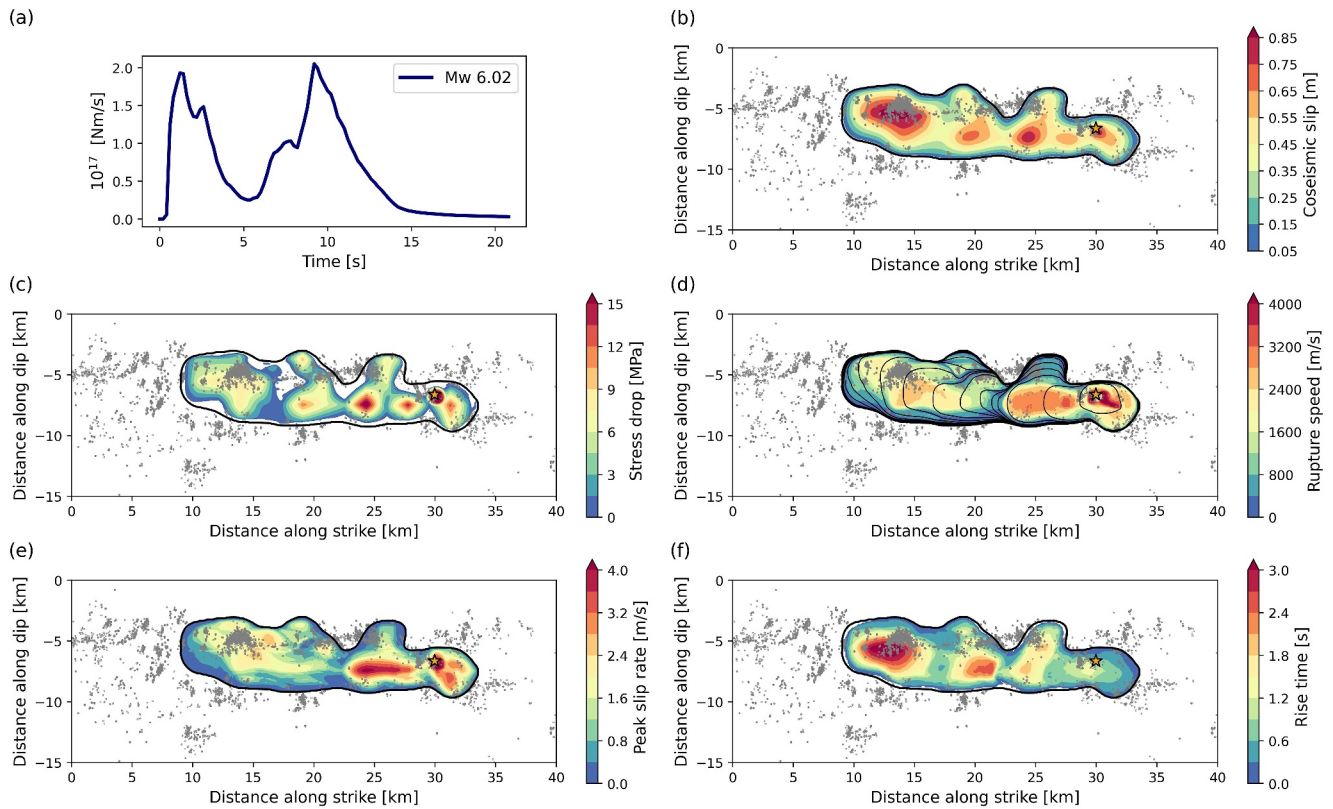 (a)
10^17 [Nm/s]
2.0
1.5
1.0
0.5
0.0
Mw 6.02
0 5 10 15 20
Time [s]
(b)
Distance along dip [km]
0
−5
−10
−15
0 5 10 15 20 25 30 35 40
Distance along strike [km]
0.85
0.75
0.65
0.55
0.45
0.35
0.25
0.15
0.05
Coseismic slip [m]
(c)
Distance along dip [km]
0
−5
−10
−15
0 5 10 15 20 25 30 35 40
Distance along strike [km]
15
12
9
6
3
0
Stress drop [MPa]
(d)
Distance along dip [km]
0
−5
−10
−15
0 5 10 15 20 25 30 35 40
Distance along strike [km]
4000
3200
2400
1600
800
0
Rupture speed [m/s]
(e)
Distance along dip [km]
0
−5
−10
−15
0 5 10 15 20 25 30 35 40
Distance along strike [km]
4.0
3.2
2.4
1.6
0.8
0.0
Peak slip rate [m/s]
(f)
Distance along dip [km]
0
−5
−10
−15
0 5 10 15 20 25 30 35 40
Distance along strike [km]
3.0
2.4
1.8
1.2
0.6
0.0
Rise time [s]